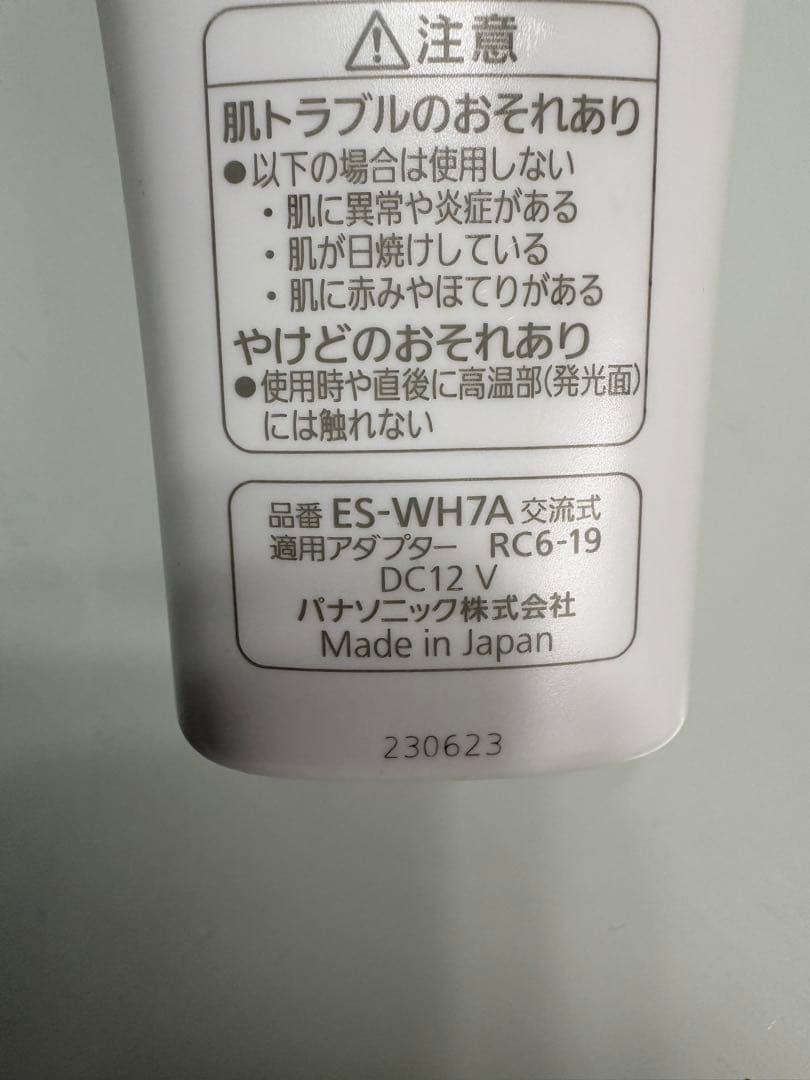 ⚠注意
肌トラブルのおそれあり
●以下の場合は使用しない
・肌に異常や炎症がある
・肌が日焼けしている
・肌に赤みやほてりがある
やけどのおそれあり
●使用時や直後に高温部(発光面)
には触れない
品番 ES-WH7A 交流式
適用アダプター RC6-19
DC12 V
パナソニック株式会社
Made in Japan
230623